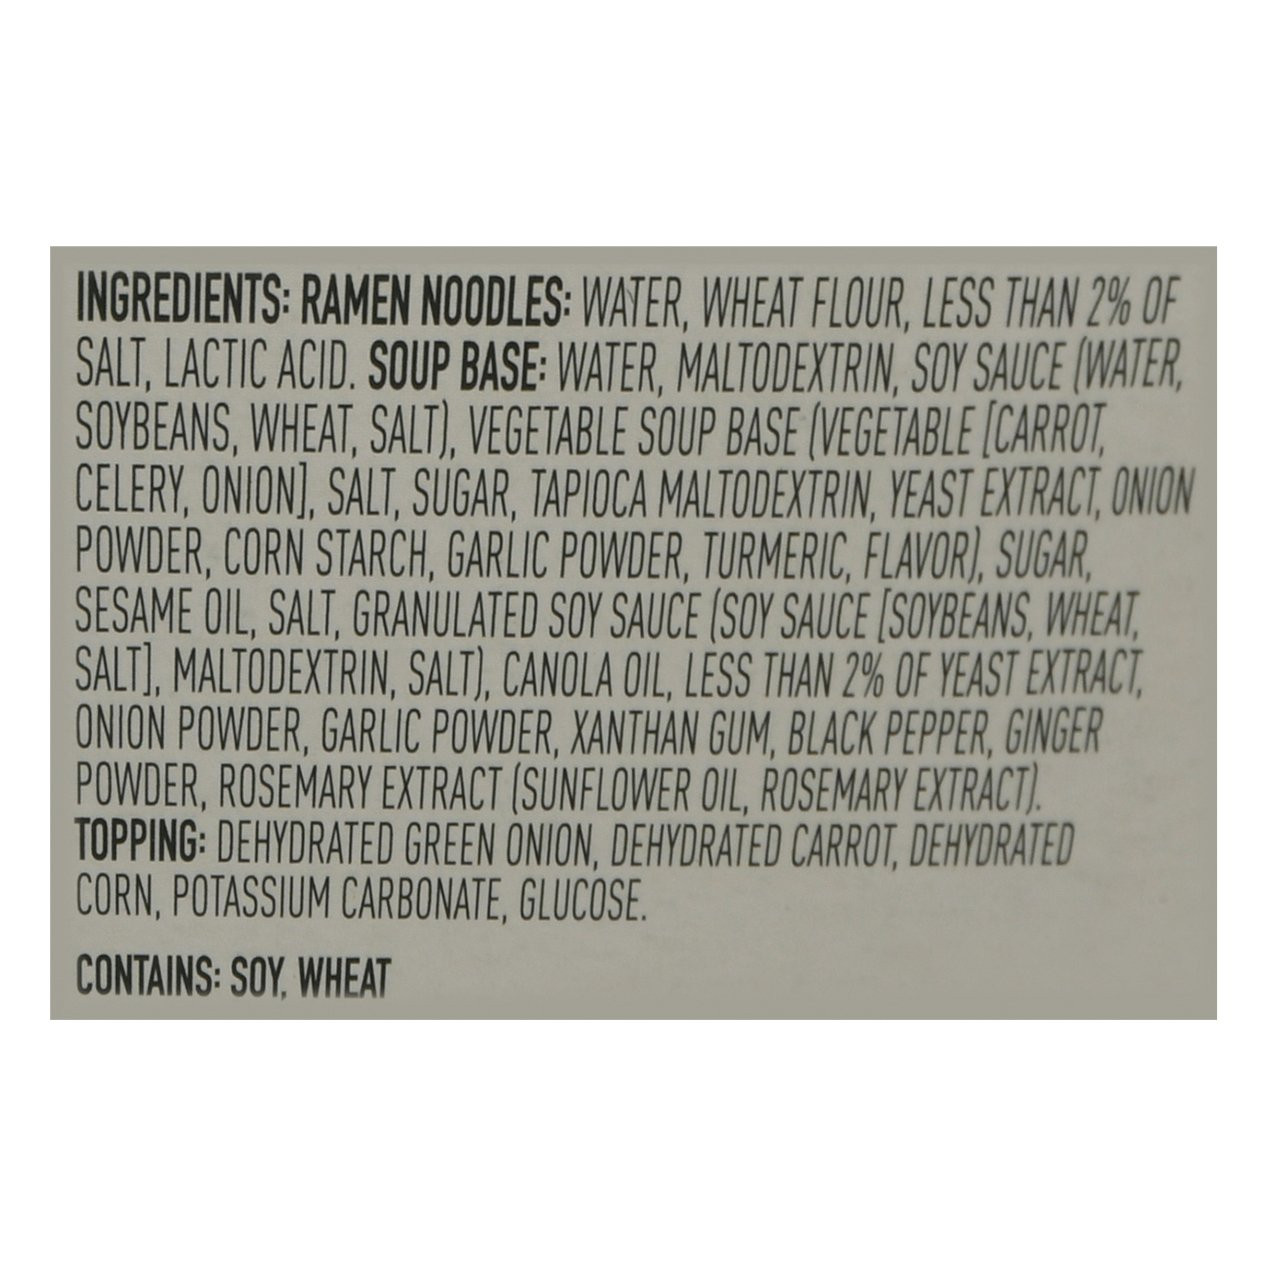 INGREDIENTS: RAMEN NOODLES: WATER, WHEAT FLOUR, LESS THAN 2% OF
SALT, LACTIC ACID. SOUP BASE: WATER, MALTODEXTRIN, SOY SAUCE (WATER,
SOYBEANS, WHEAT, SALT), VEGETABLE SOUP BASE (VEGETABLE [CARROT,
CELERY, ONION], SALT, SUGAR, TAPIOCA MALTODEXTRIN, YEAST EXTRACT, ONION
POWDER, CORN STARCH, GARLIC POWDER, TURMERIC, FLAVOR), SUGAR,
SESAME OIL, SALT, GRANULATED SOY SAUCE (SOY SAUCE [SOYBEANS, WHEAT,
SALT], MALTODEXTRIN, SALT), CANOLA OIL, LESS THAN 2% OF YEAST EXTRACT,
ONION POWDER, GARLIC POWDER, XANTHAN GUM, BLACK PEPPER, GINGER
POWDER, ROSEMARY EXTRACT (SUNFLOWER OIL, ROSEMARY EXTRACT).
TOPPING: DEHYDRATED GREEN ONION, DEHYDRATED CARROT, DEHYDRATED
CORN, POTASSIUM CARBONATE, GLUCOSE.
CONTAINS: SOY, WHEAT